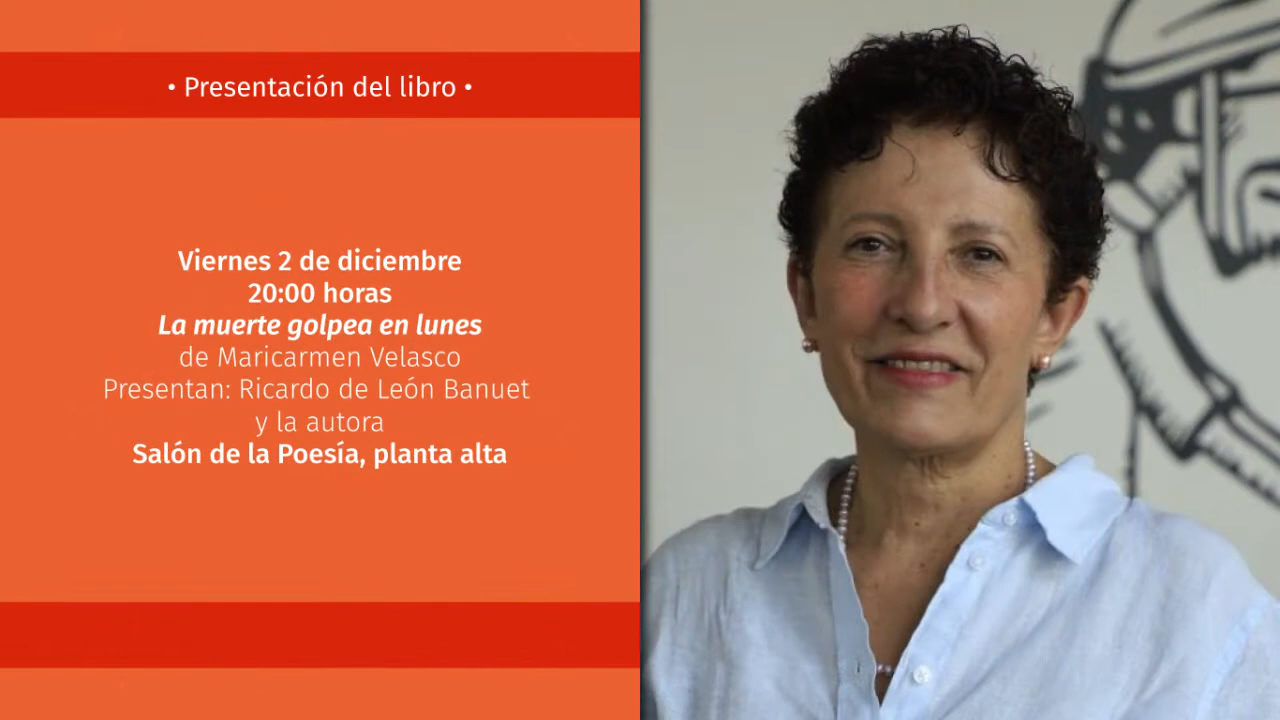 • Presentación del libro •
Viernes 2 de diciembre
20:00 horas
La muerte golpea en lunes
de Maricarmen Velasco
Presentan: Ricardo de León Banuet
y la autora
Salón de la Poesía, planta alta